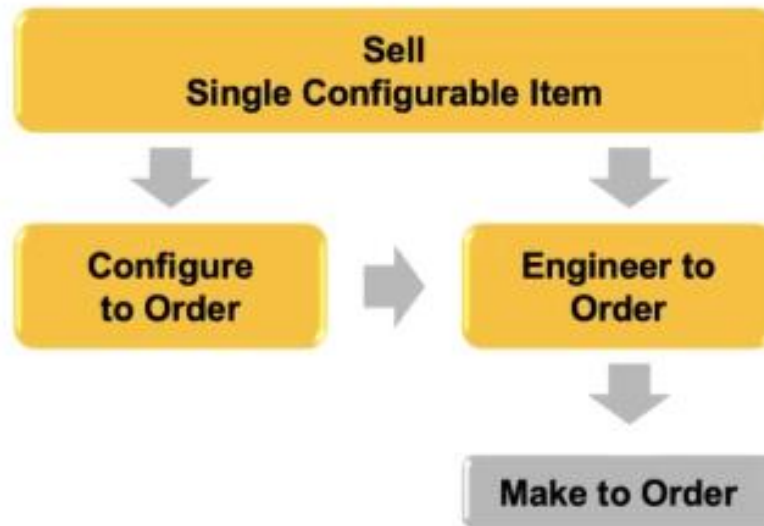 Sell
Single Configurable Item
Configure
to Order
Engineer to
Order
Make to Order